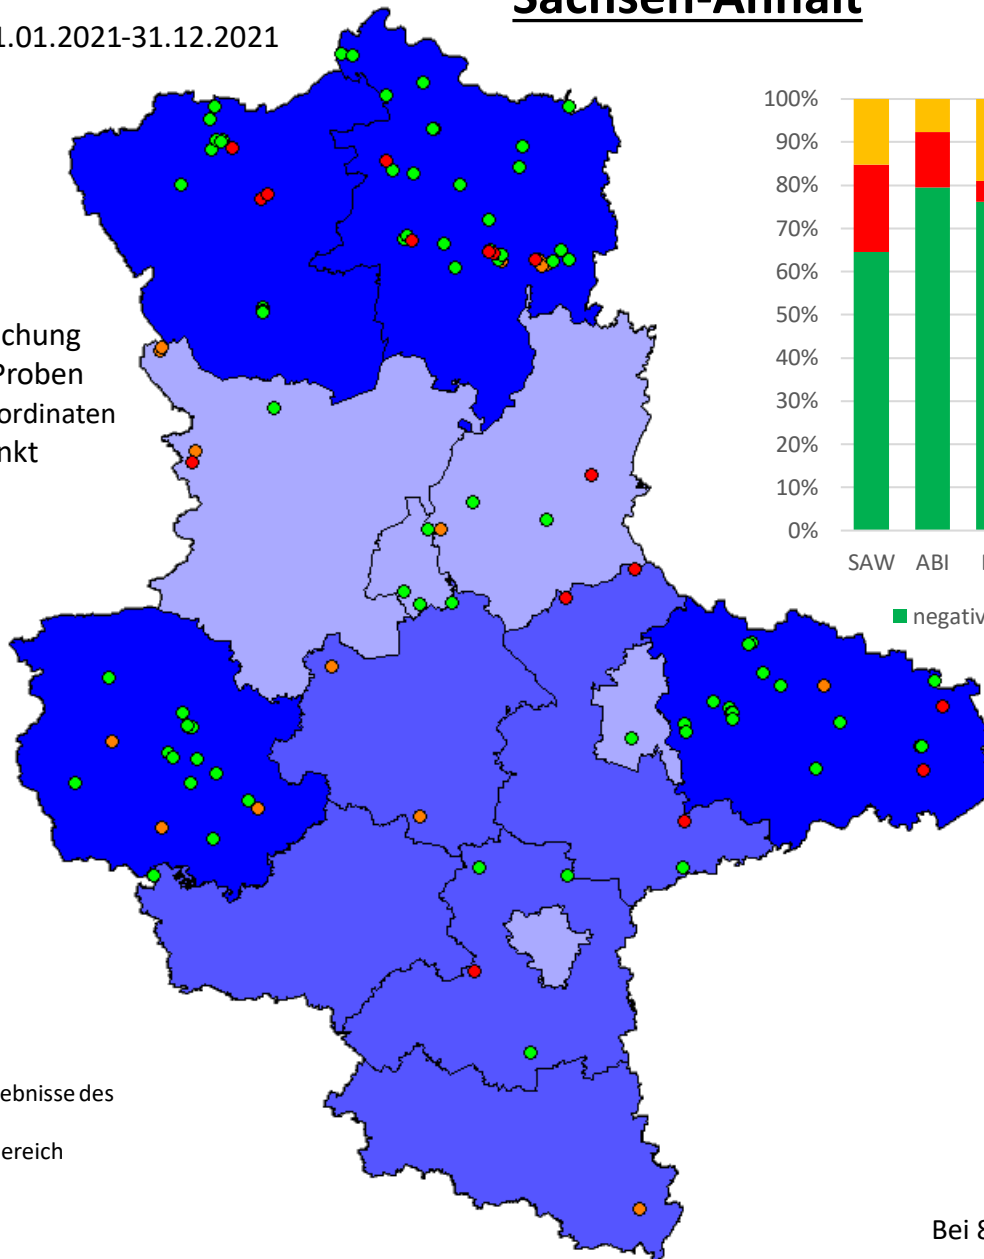 Sachsen-Anhalt
1.01.2021-31.12.2021
100%
90%
80%
70%
60%
50%
40%
30%
20%
10%
0%
SAW ABI
negativ
chung
Proben
ordinaten
nkt
ebnisse des
ereich
Bei 8